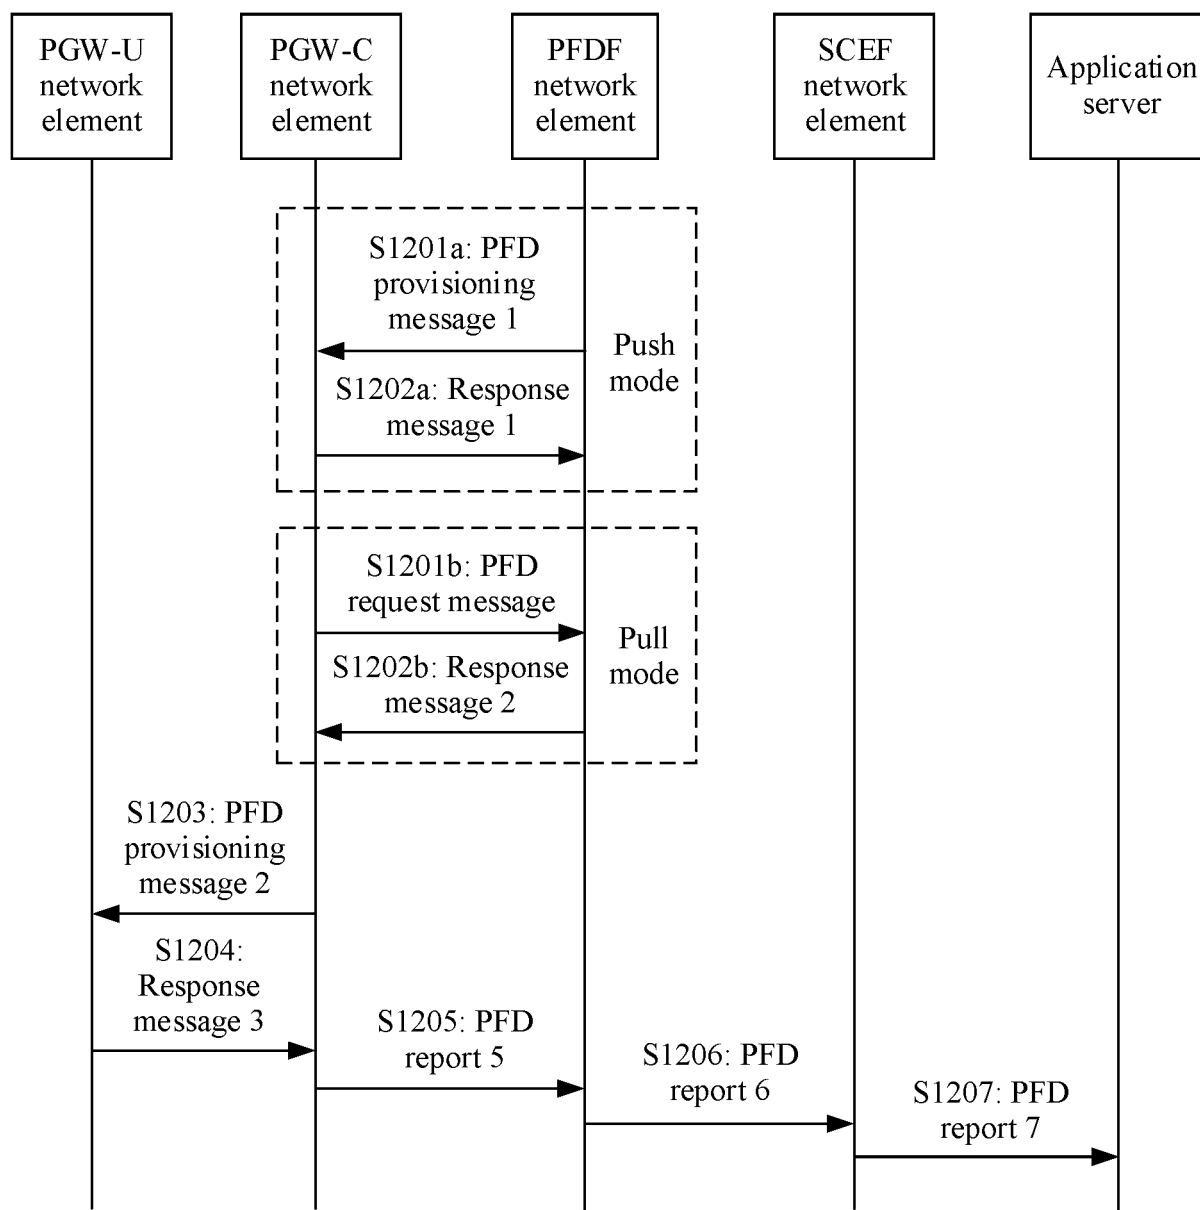 PGW-U
network
element
PGW-C
network
element
PFDF
network
element
SCEF
network
element
Application
server
S1201a: PFD
provisioning
message 1
Push
mode
S1202a: Response
message 1
S1201b: PFD
request message
Pull
mode
S1202b: Response
message 2
S1203: PFD
provisioning
message 2
S1204:
Response
message 3
S1205: PFD
report 5
S1206: PFD
report 6
S1207: PFD
report 7